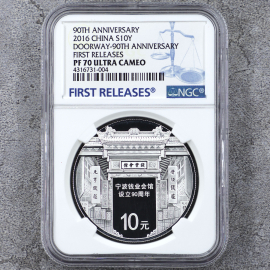 90TH ANNIVERSARY
2016 CHINA S10Y
DOORWAY-90TH ANNIVERSARY
FIRST RELEASES
PF 70 ULTRA CAMEO
4316731-004
FIRST RELEASES®
NGC®
宁波钱业会馆
设立90周年
10元